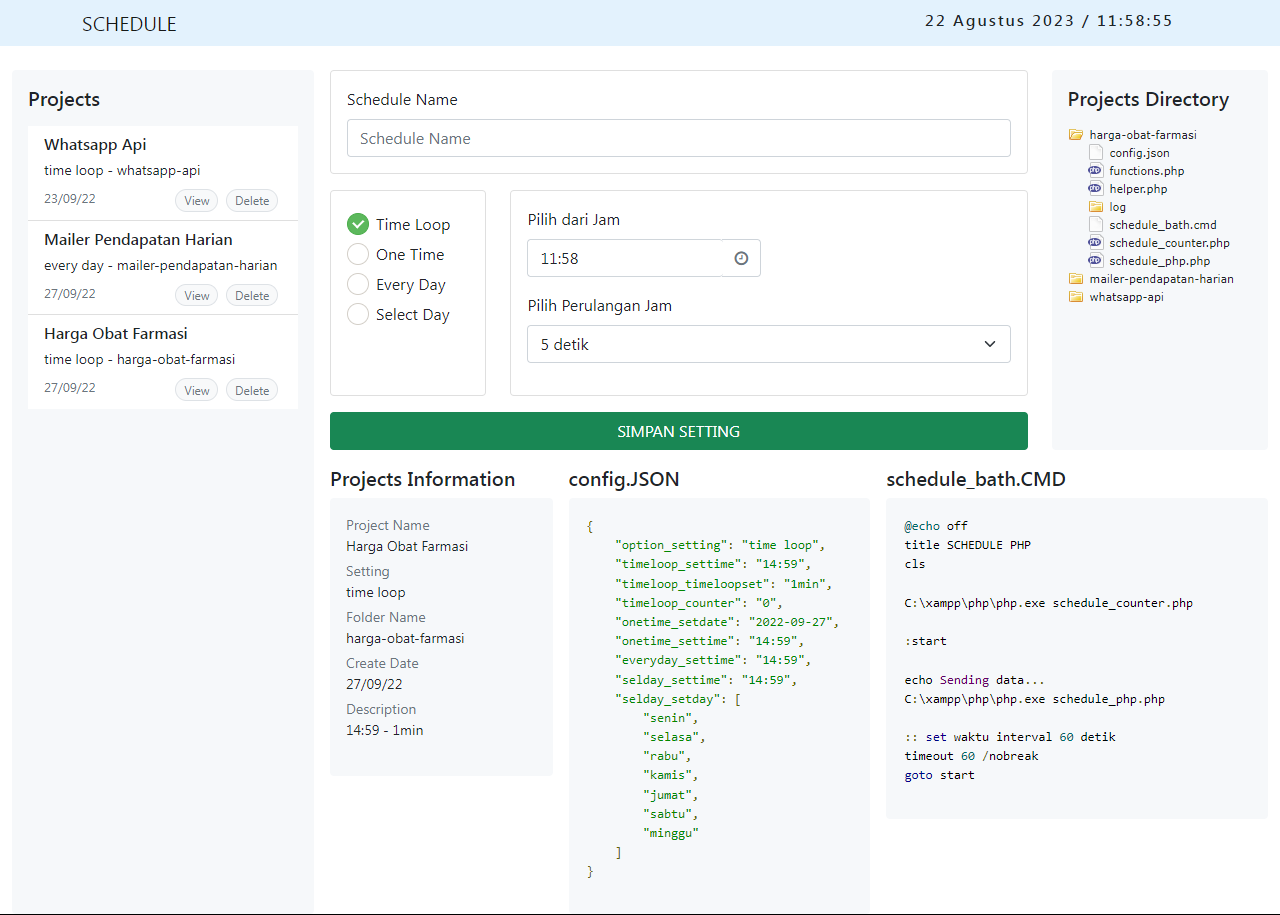 SCHEDULE
22 Agustus 2023 / 11:58:55
Projects
Whatsapp Api
time loop - whatsapp-api
23/09/22
View
Delete
Mailer Pendapatan Harian
every day - mailer-pendapatan-harian
27/09/22
View
Delete
Harga Obat Farmasi
time loop - harga-obat-farmasi
27/09/22
View
Delete
Schedule Name
Schedule Name
Time Loop
One Time
Every Day
Select Day
Pilih dari Jam
11:58
Pilih Perulangan Jam
5 detik
SIMPAN SETTING
Projects Directory
harga-obat-farmasi
config.json
php functions.php
php helper.php
log
schedule_bath.cmd
php schedule_counter.php
php schedule_php.php
mailer-pendapatan-harian
whatsapp-api
Projects Information
Project Name
Harga Obat Farmasi
Setting
time loop
Folder Name
harga-obat-farmasi
Create Date
27/09/22
Description
14:59 - 1min
config.JSON
{
"option_setting": "time loop",
"timeloop_settime": "14:59",
"timeloop_timeloopset": "1min",
"timeloop_counter": "0",
"onetime_setdate": "2022-09-27",
"onetime_settime": "14:59",
"everyday_settime": "14:59",
"selday_settime": "14:59",
"selday_setday": [
"senin",
"selasa",
"rabu",
"kamis",
"jumat",
"sabtu",
"minggu"
]
}
schedule_bath.CMD
@echo off
title SCHEDULE PHP
cls
C:\xampp\php\php.exe schedule_counter.php
:start
echo Sending data...
C:\xampp\php\php.exe schedule_php.php
:: set waktu interval 60 detik
timeout 60 /nobreak
goto start